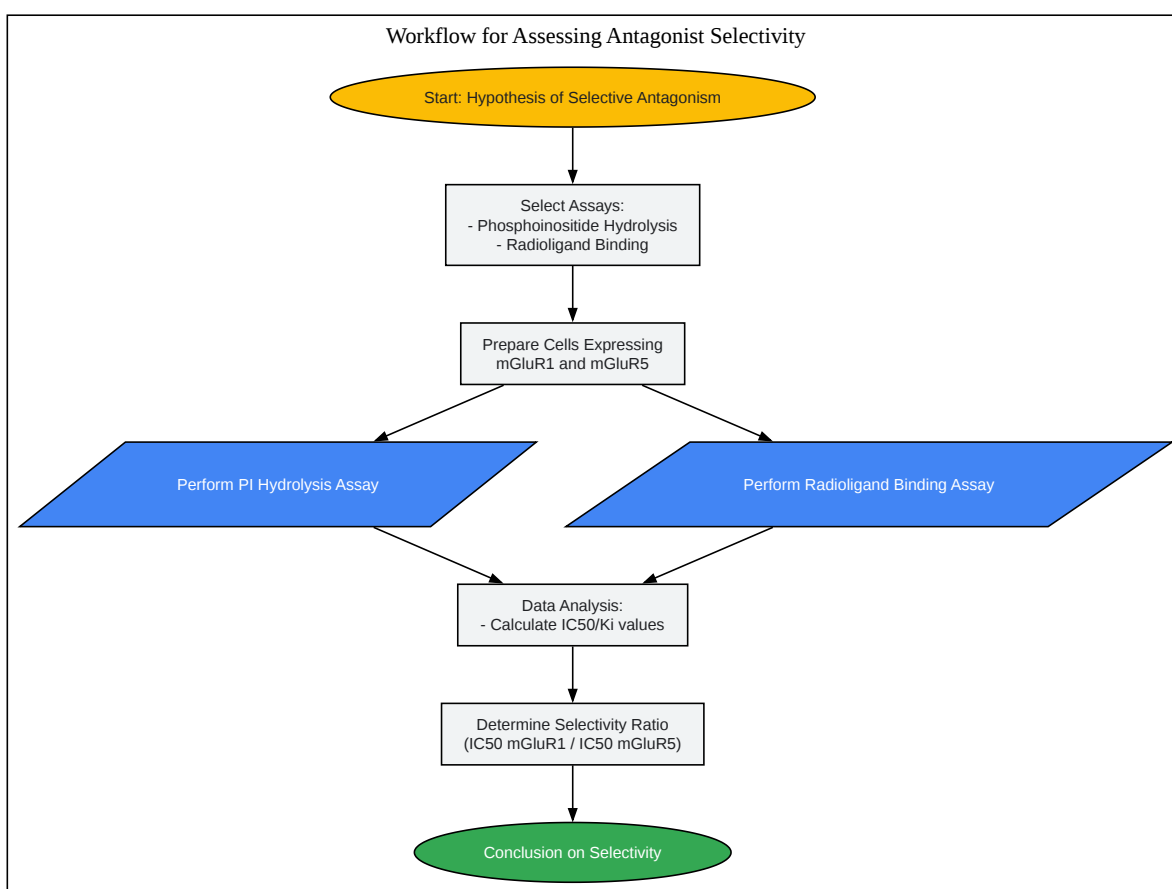 Workflow for Assessing Antagonist Selectivity
Start: Hypothesis of Selective Antagonism
Select Assays:
- Phosphoinositide Hydrolysis
- Radioligand Binding
Prepare Cells Expressing
mGluR1 and mGluR5
Perform PI Hydrolysis Assay
Perform Radioligand Binding Assay
Data Analysis:
- Calculate IC50/Ki values
Determine Selectivity Ratio
(IC50 mGluR1 / IC50 mGluR5)
Conclusion on Selectivity